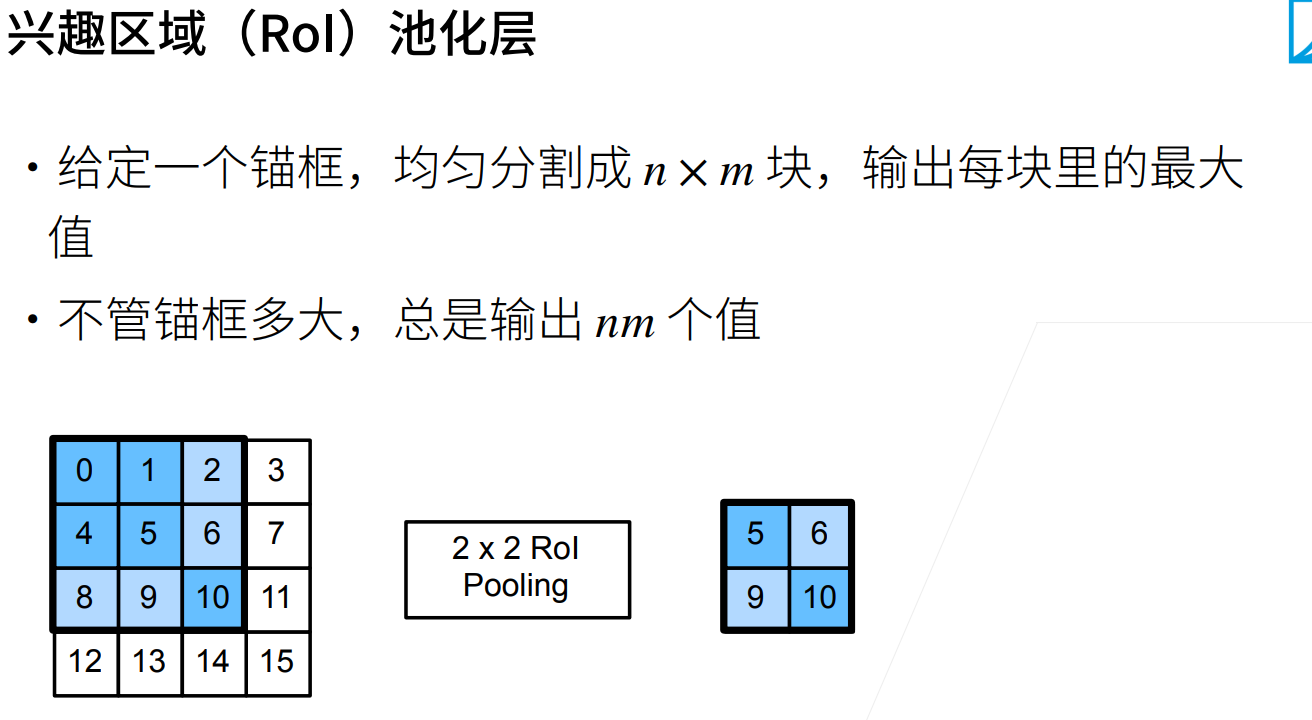 兴趣区域（RoI）池化层
• 给定一个锚框，均匀分割成 n × m 块，输出每块里的最大
值
• 不管锚框多大，总是输出 nm 个值
0 1 2 3
4 5 6 7
8 9 10 11
12 13 14 15
2 x 2 RoI
Pooling
5 6
9 10